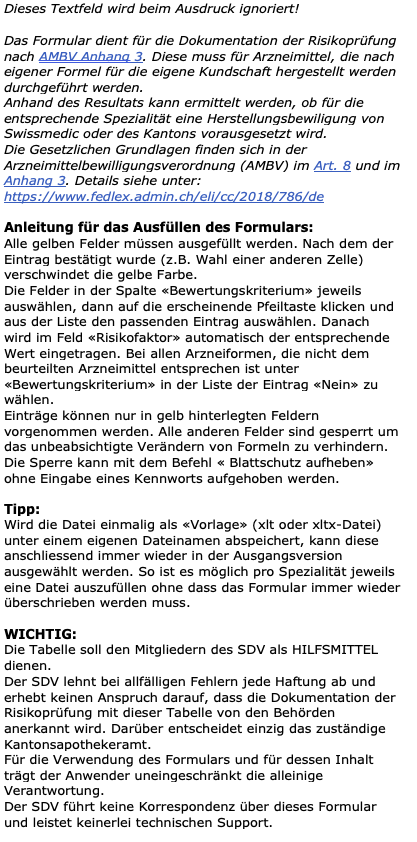 Dieses Textfeld wird beim Ausdruck ignoriert!
Das Formular dient für die Dokumentation der Risikoprüfung
nach AMBV Anhang 3. Diese muss für Arzneimittel, die nach
eigener Formel für die eigene Kundschaft hergestellt werden
durchgeführt werden.
Anhand des Resultats kann ermittelt werden, ob für die
entsprechende Spezialität eine Herstellungsbewiligung von
Swissmedic oder des Kantons vorausgesetzt wird.
Die Gesetzlichen Grundlagen finden sich in der
Arzneimittelbewilligungsverordnung (AMBV) im Art. 8 und im
Anhang 3. Details siehe unter:
https://www.fedlex.admin.ch/eli/cc/2018/786/de
Anleitung für das Ausfüllen des Formulars:
Alle gelben Felder müssen ausgefüllt werden. Nach dem der
Eintrag bestätigt wurde (z.B. Wahl einer anderen Zelle)
verschwindet die gelbe Farbe.
Die Felder in der Spalte «Bewertungskriterium» jeweils
auswählen, dann auf die erscheinende Pfeiltaste klicken und
aus der Liste den passenden Eintrag auswählen. Danach
wird im Feld «Risikofaktor» automatisch der entsprechende
Wert eingetragen. Bei allen Arzneiformen, die nicht dem
beurteilten Arzneimittel entsprechen ist unter
«Bewertungskriterium» in der Liste der Eintrag «Nein» zu
wählen.
Einträge können nur in gelb hinterlegten Feldern
vorgenommen werden. Alle anderen Felder sind gesperrt um
das unbeabsichtigte Verändern von Formeln zu verhindern.
Die Sperre kann mit dem Befehl « Blattschutz aufheben»
ohne Eingabe eines Kennworts aufgehoben werden.
Tipp:
Wird die Datei einmalig als «Vorlage» (xlt oder xltx-Datei)
unter einem eigenen Dateinamen abspeichert, kann diese
anschliessend immer wieder in der Ausgangsversion
ausgewählt werden. So ist es möglich pro Spezialität jeweils
eine Datei auszufüllen ohne dass das Formular immer wieder
überschrieben werden muss.
WICHTIG:
Die Tabelle soll den Mitgliedern des SDV als HILFSMITTEL
dienen.
Der SDV lehnt bei allfälligen Fehlern jede Haftung ab und
erhebt keinen Anspruch darauf, dass die Dokumentation der
Risikoprüfung mit dieser Tabelle von den Behörden
anerkannt wird. Darüber entscheidet einzig das zuständige
Kantonsapothekeramt.
Für die Verwendung des Formulars und für dessen Inhalt
trägt der Anwender uneingeschränkt die alleinige
Verantwortung.
Der SDV führt keine Korrespondenz über dieses Formular
und leistet keinerlei technischen Support.